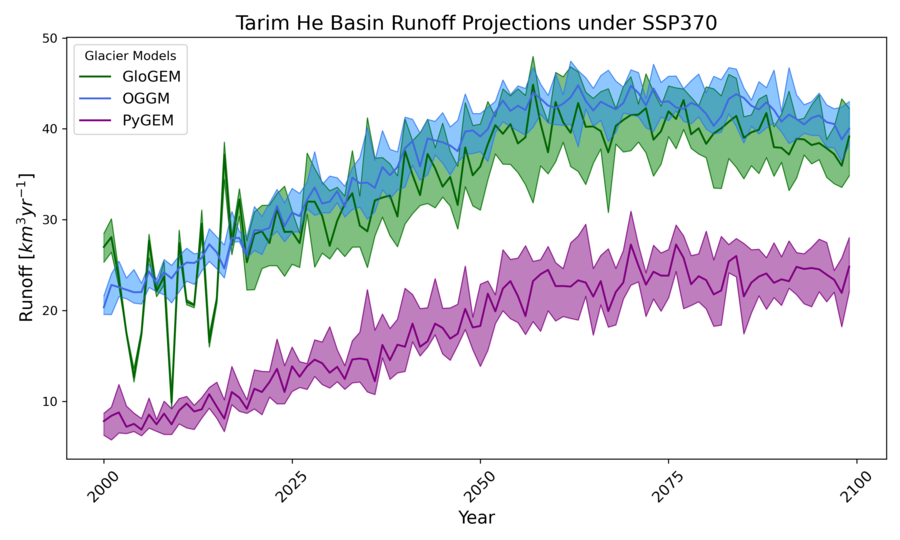 Tarim He Basin Runoff Projections under SSP370
Glacier Models
GloGEM
OGGM
PyGEM
Runoff [km³yr⁻¹]
50
40
30
20
10
2000
2025
2050
2075
2100
Year